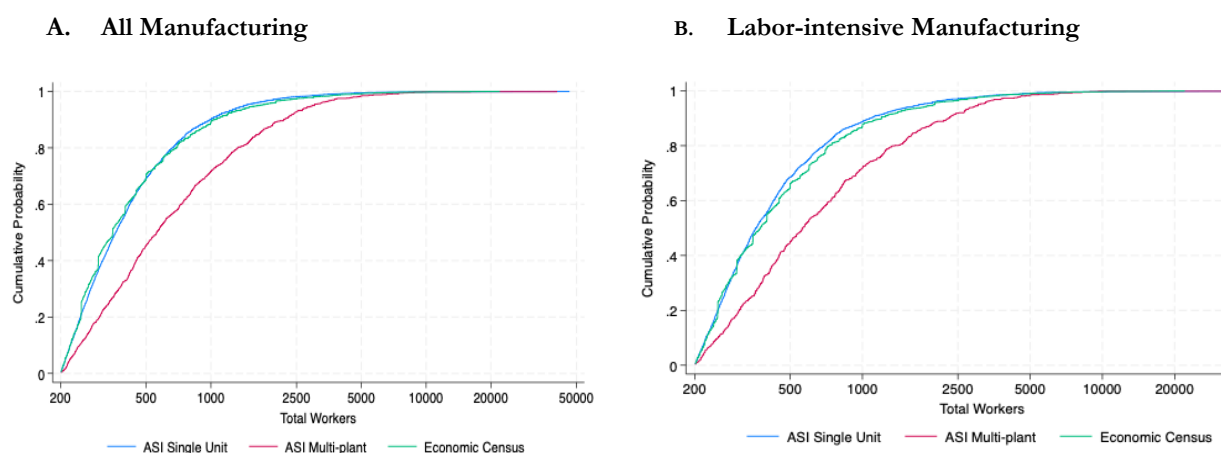 A. All Manufacturing
1
.8
.6
.4
.2
0
Cumulative Probability
200 500 1000 2500 5000 10000 20000 50000
Total Workers
ASI Single Unit ASI Multi-plant Economic Census
B. Labor-intensive Manufacturing
1
.8
.6
.4
.2
0
Cumulative Probability
200 500 1000 2500 5000 10000 20000
Total Workers
ASI Single Unit ASI Multi-plant Economic Census